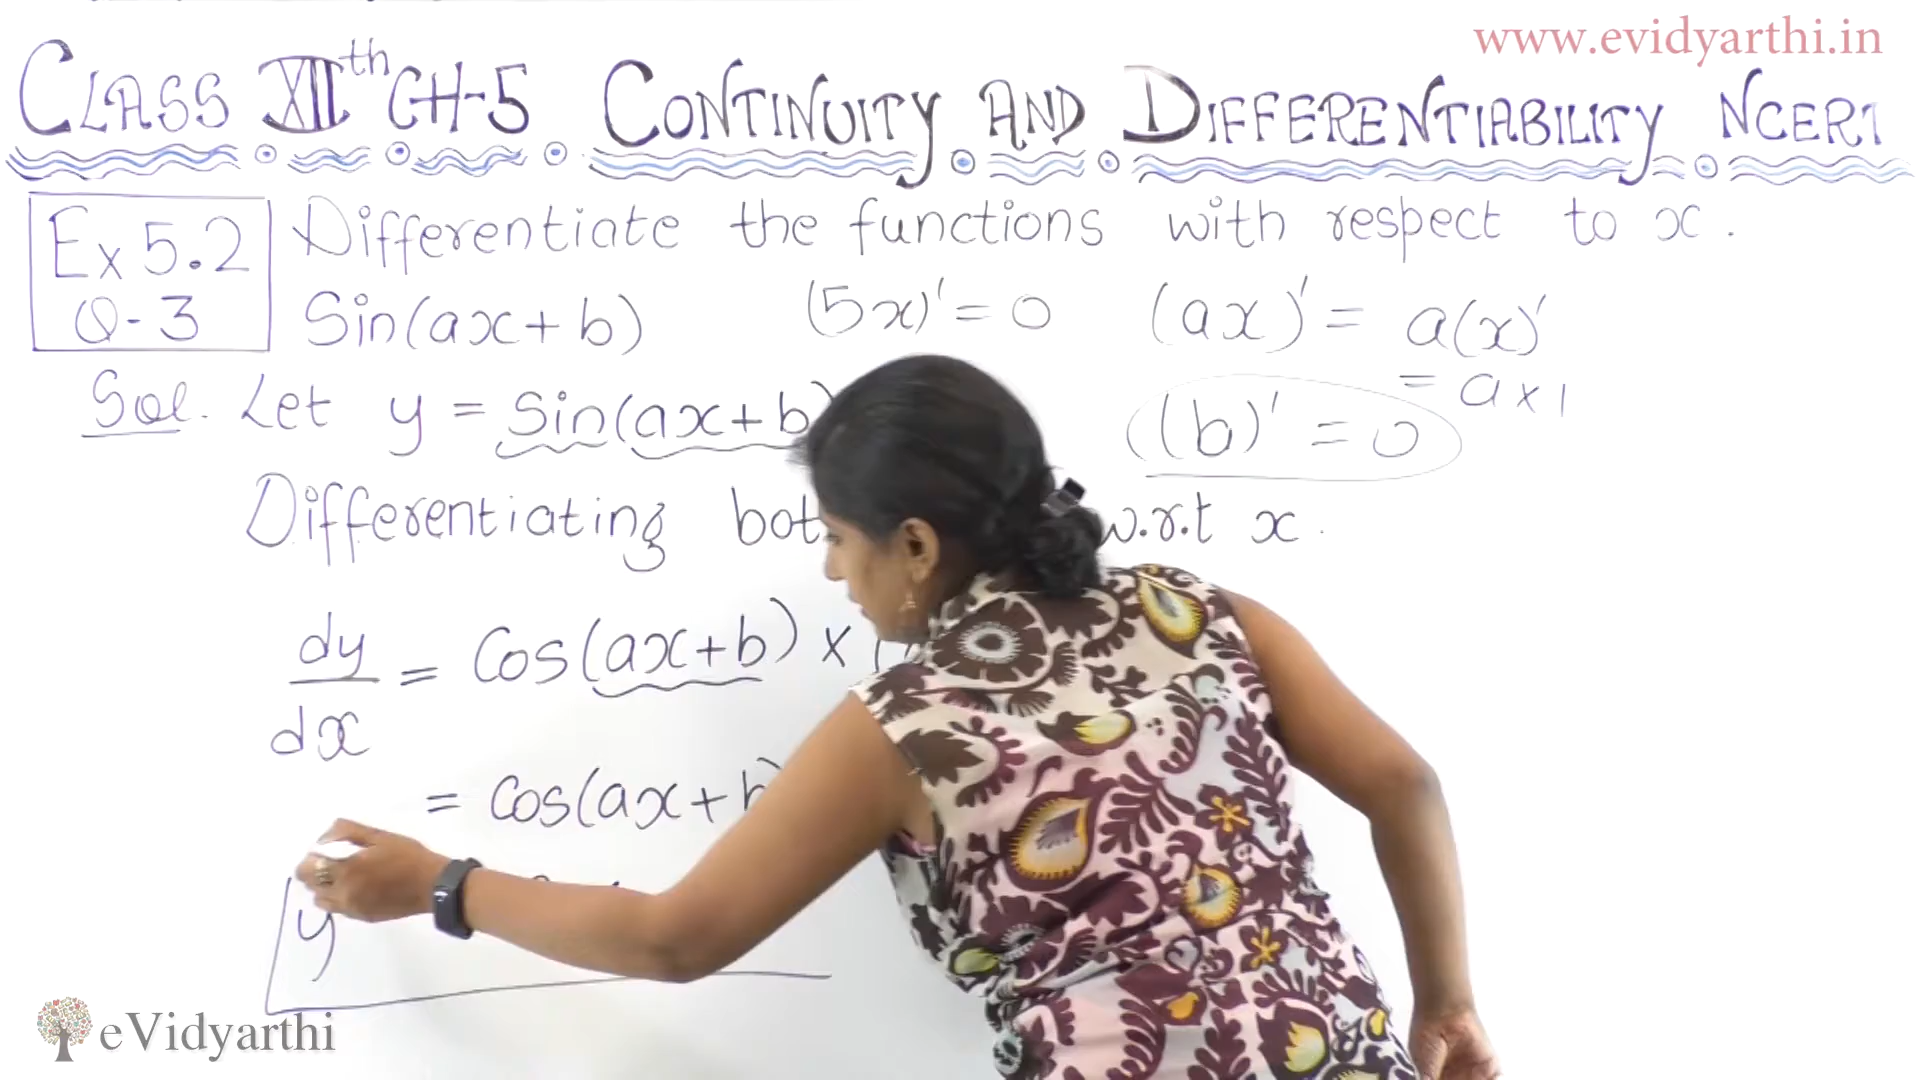 www.evidyarthi.in
CLASS XIIth CH-5 CONTINUITY AND DIFFERENTIABILITY NCERT
Ex 5.2
Q-3
Differentiate the functions with respect to x.
Sin(ax+b)
(5x)' = 0
(ax)' = a(x)'
= a x 1
Sol. Let y = Sin(ax+b)
(b)' = 0
Differentiating w.r.t x.
dy/dx = Cos(ax+b) x (
= Cos(ax+b)
y
eVidyarthi